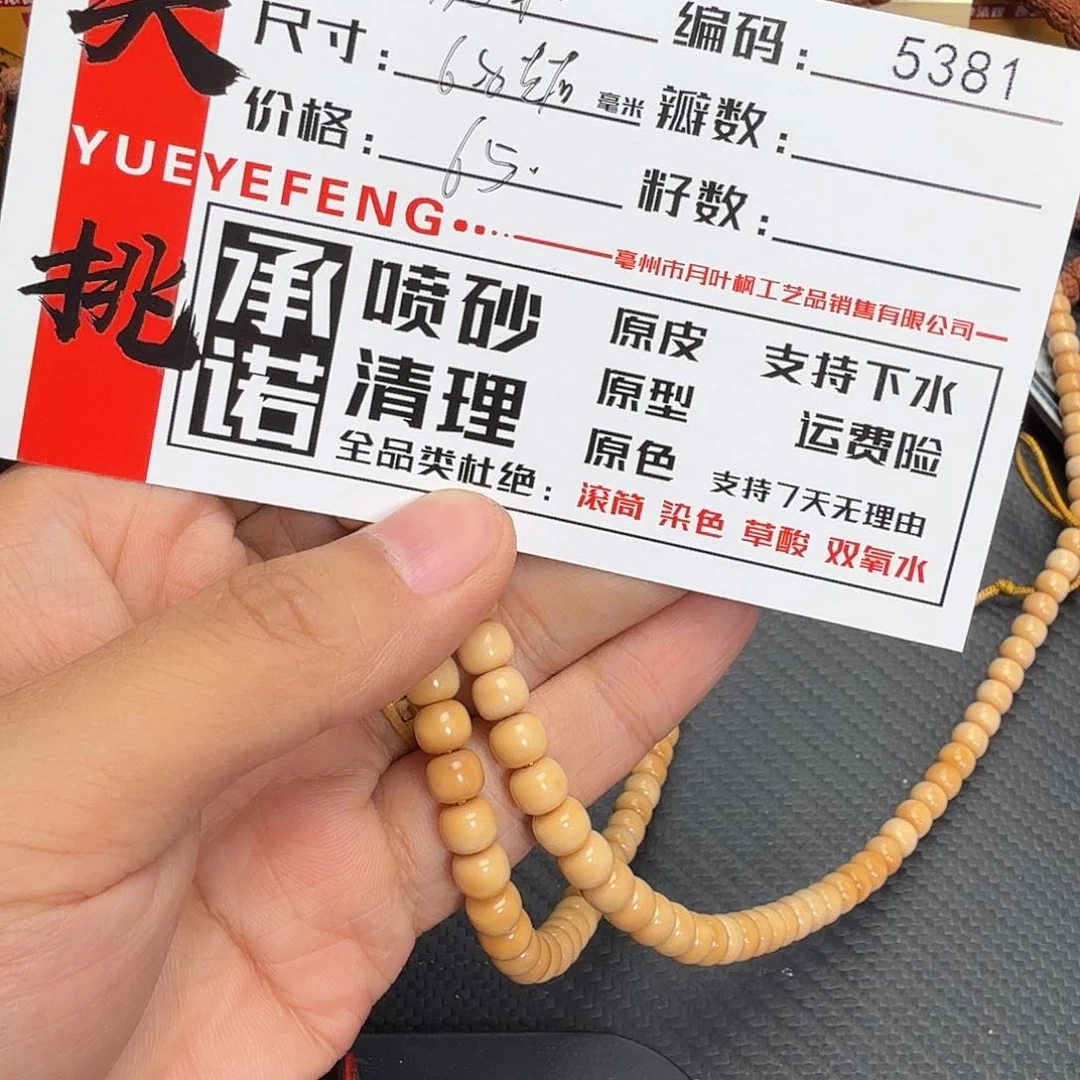 尺寸： 毫米
编码：5381
价格：65.
瓣数：
籽数：
YUEYEFENG
亳州市月叶枫工艺品销售有限公司
挑
承诺
喷砂
清理
原皮
原型
原色
支持下水
运费险
支持7天无理由
全品类杜绝：滚筒 染色 草酸 双氧水